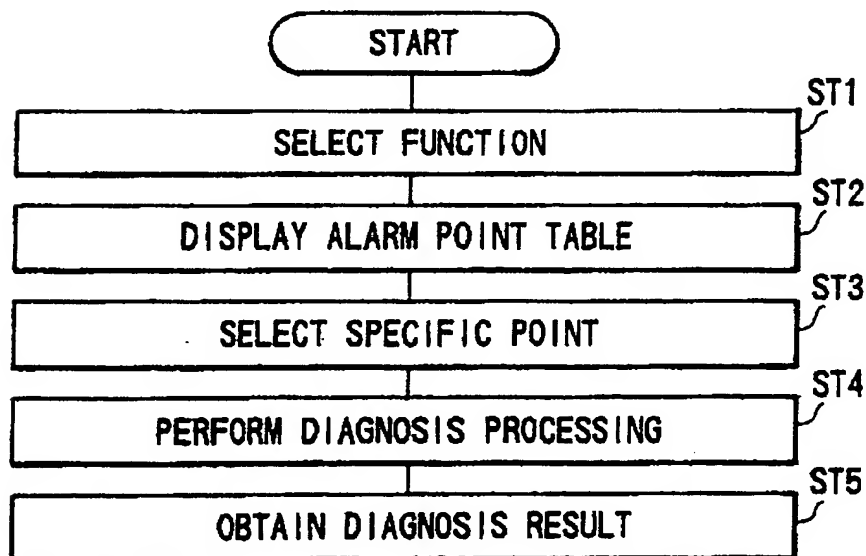 START
ST1
SELECT FUNCTION
ST2
DISPLAY ALARM POINT TABLE
ST3
SELECT SPECIFIC POINT
ST4
PERFORM DIAGNOSIS PROCESSING
ST5
OBTAIN DIAGNOSIS RESULT